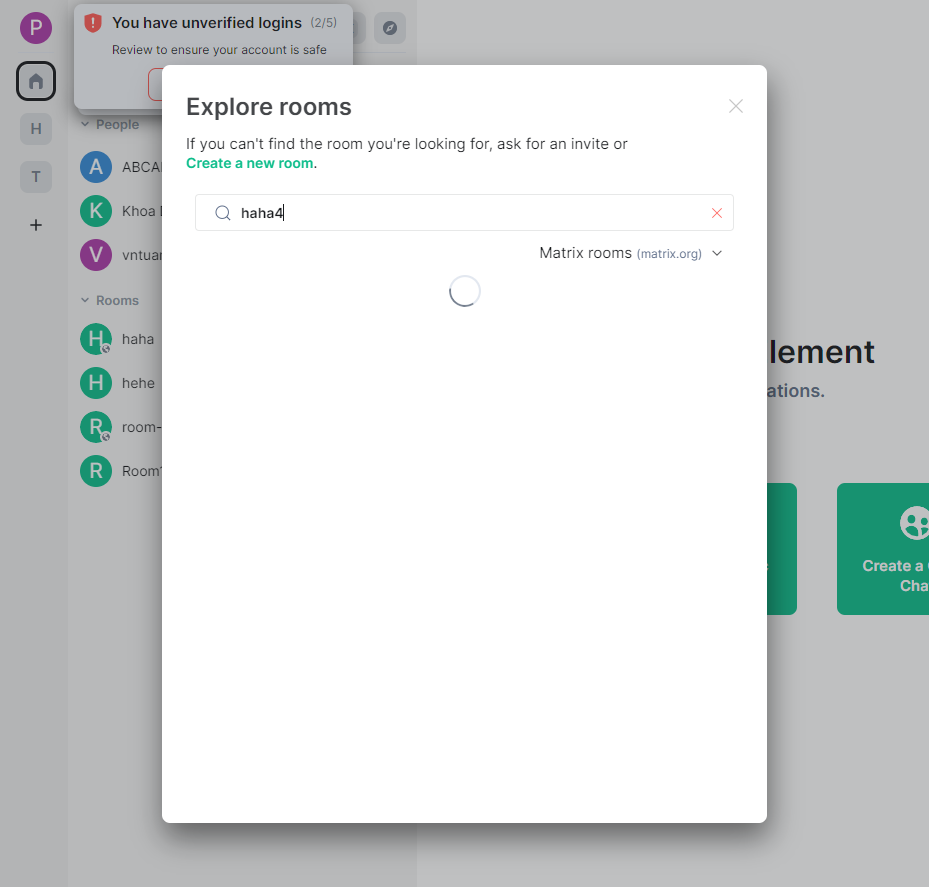 P
You have unverified logins (2/5)
Review to ensure your account is safe
H
T
People
A
K Khoa
V
Rooms
H haha
H hehe
R room-
R Room
Explore rooms
If you can't find the room you're looking for, ask for an invite or
Create a new room.
haha4
Matrix rooms (matrix.org)
lement
ations.
Create a
Cha